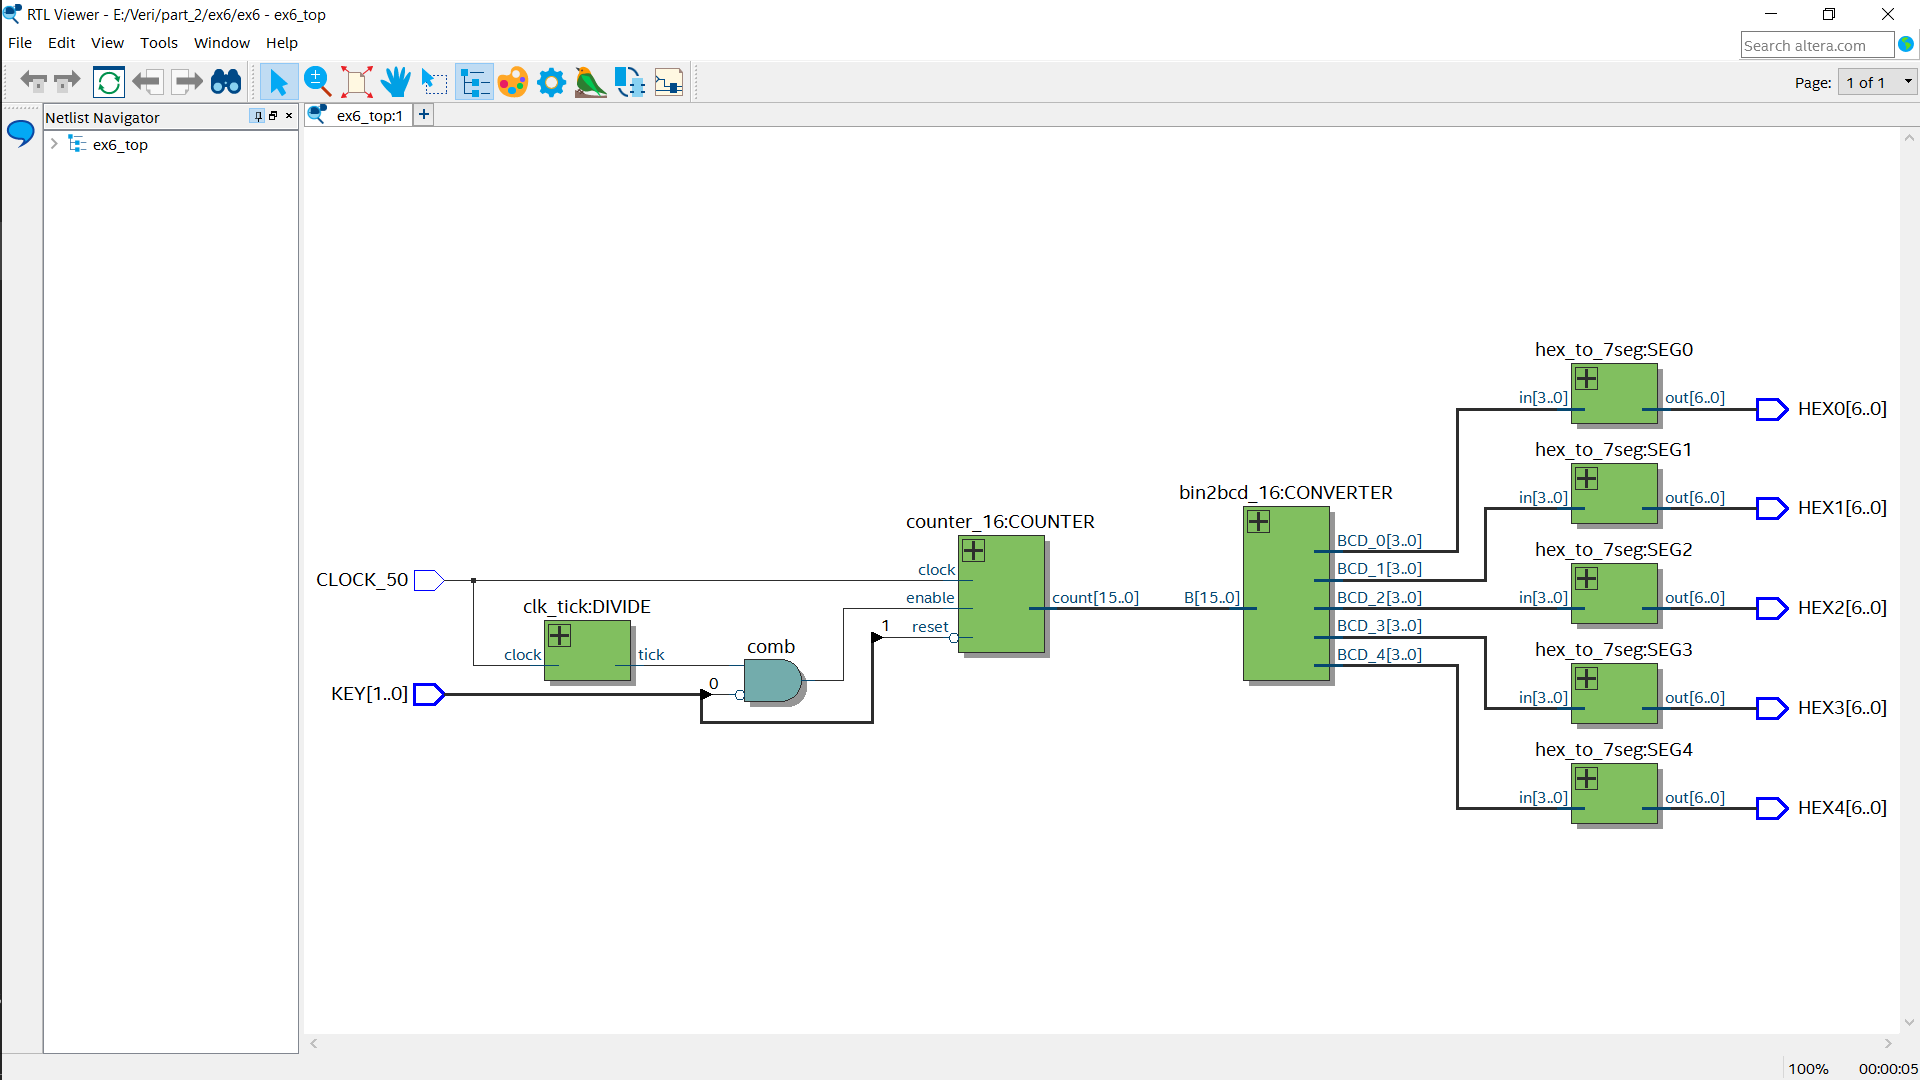 RTL Viewer - E:/Veri/part_2/ex6/ex6 - ex6_top
File Edit View Tools Window Help
Search altera.com
Page: 1 of 1
Netlist Navigator
ex6_top:1
ex6_top
hex_to_7seg:SEG0
in[3..0] out[6..0] HEX0[6..0]
hex_to_7seg:SEG1
in[3..0] out[6..0] HEX1[6..0]
bin2bcd_16:CONVERTER
counter_16:COUNTER
BCD_0[3..0]
hex_to_7seg:SEG2
CLOCK_50 clock BCD_1[3..0]
enable count[15..0] B[15..0] BCD_2[3..0] in[3..0] out[6..0] HEX2[6..0]
clk_tick:DIVIDE
1 reset BCD_3[3..0]
comb
hex_to_7seg:SEG3
clock tick BCD_4[3..0]
KEY[1..0] 0 in[3..0] out[6..0] HEX3[6..0]
hex_to_7seg:SEG4
in[3..0] out[6..0] HEX4[6..0]
100% 00:00:05